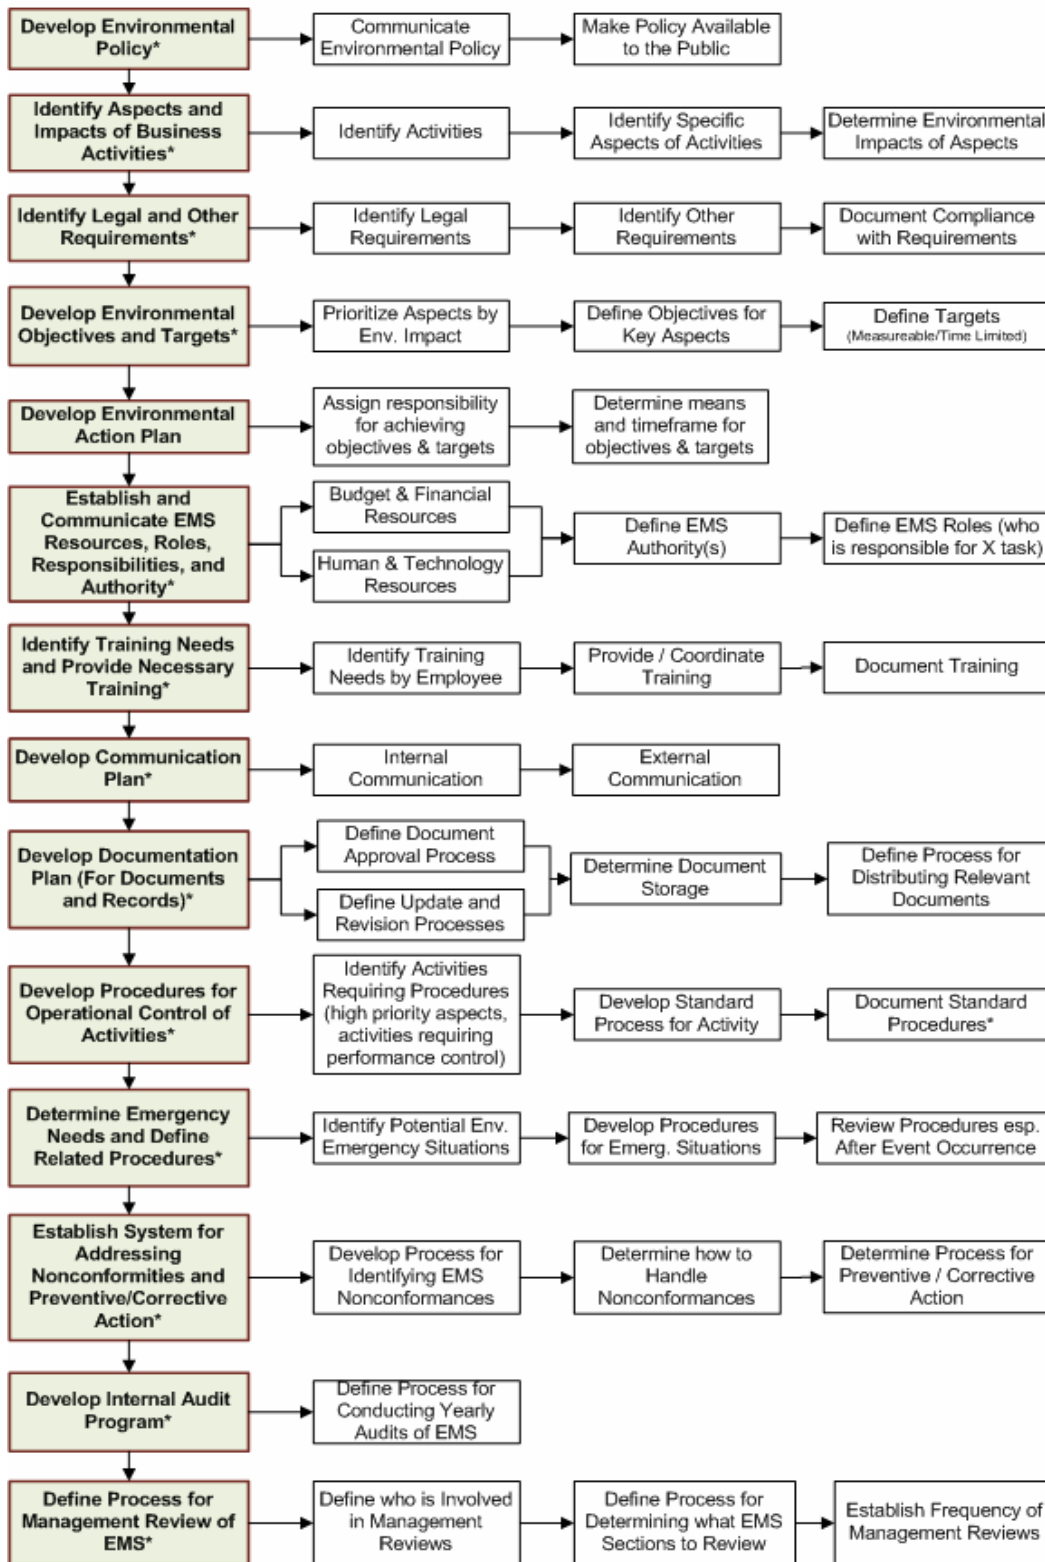 Develop Environmental
Policy*
Communicate
Environmental Policy
Make Policy Available
to the Public
Identify Aspects and
Impacts of Business
Activities*
Identify Activities
Identify Specific
Aspects of Activities
Determine Environmental
Impacts of Aspects
Identify Legal and Other
Requirements*
Identify Legal
Requirements
Identify Other
Requirements
Document Compliance
with Requirements
Develop Environmental
Objectives and Targets*
Prioritize Aspects by
Env. Impact
Define Objectives for
Key Aspects
Define Targets
(Measureable/Time Limited)
Develop Environmental
Action Plan
Assign responsibility
for achieving
objectives & targets
Determine means
and timeframe for
objectives & targets
Establish and
Communicate EMS
Resources, Roles,
Responsibilities, and
Authority*
Budget & Financial
Resources
Human & Technology
Resources
Define EMS
Authority(s)
Define EMS Roles (who
is responsible for X task)
Identify Training Needs
and Provide Necessary
Training*
Identify Training
Needs by Employee
Provide / Coordinate
Training
Document Training
Develop Communication
Plan*
Internal
Communication
External
Communication
Develop Documentation
Plan (For Documents
and Records)*
Define Document
Approval Process
Define Update and
Revision Processes
Determine Document
Storage
Define Process for
Distributing Relevant
Documents
Develop Procedures for
Operational Control of
Activities*
Identify Activities
Requiring Procedures
(high priority aspects,
activities requiring
performance control)
Develop Standard
Process for Activity
Document Standard
Procedures*
Determine Emergency
Needs and Define
Related Procedures*
Identify Potential Env.
Emergency Situations
Develop Procedures
for Emerg. Situations
Review Procedures esp.
After Event Occurrence
Establish System for
Addressing
Nonconformities and
Preventive/Corrective
Action*
Develop Process for
Identifying EMS
Nonconformances
Determine how to
Handle
Nonconformances
Determine Process for
Preventive / Corrective
Action
Develop Internal Audit
Program*
Define Process for
Conducting Yearly
Audits of EMS
Define Process for
Management Review of
EMS*
Define who is Involved
in Management
Reviews
Define Process for
Determining what EMS
Sections to Review
Establish Frequency of
Management Reviews